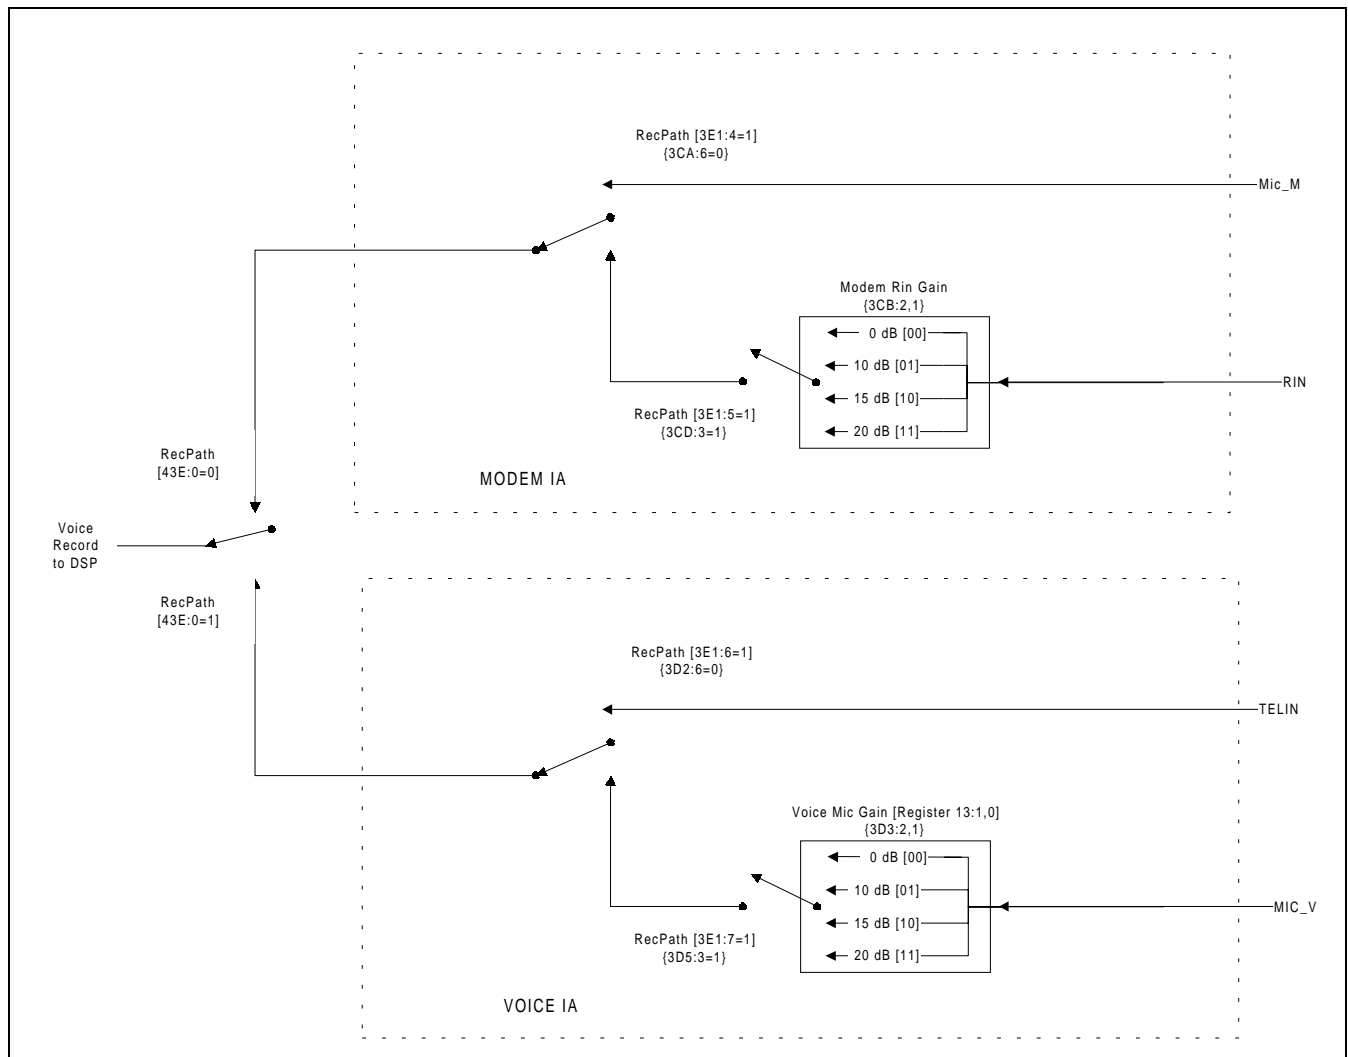 RecPath [3E1:4=1]
{3CA:6=0}
Mic_M
Modem Rin Gain
{3CB:2,1}
0 dB [00]
10 dB [01]
15 dB [10]
20 dB [11]
RIN
RecPath [3E1:5=1]
{3CD:3=1}
MODEM IA
RecPath
[43E:0=0]
Voice
Record
to DSP
RecPath
[43E:0=1]
RecPath [3E1:6=1]
{3D2:6=0}
TELIN
Voice Mic Gain [Register 13:1,0]
{3D3:2,1}
0 dB [00]
10 dB [01]
15 dB [10]
20 dB [11]
MIC_V
RecPath [3E1:7=1]
{3D5:3=1}
VOICE IA